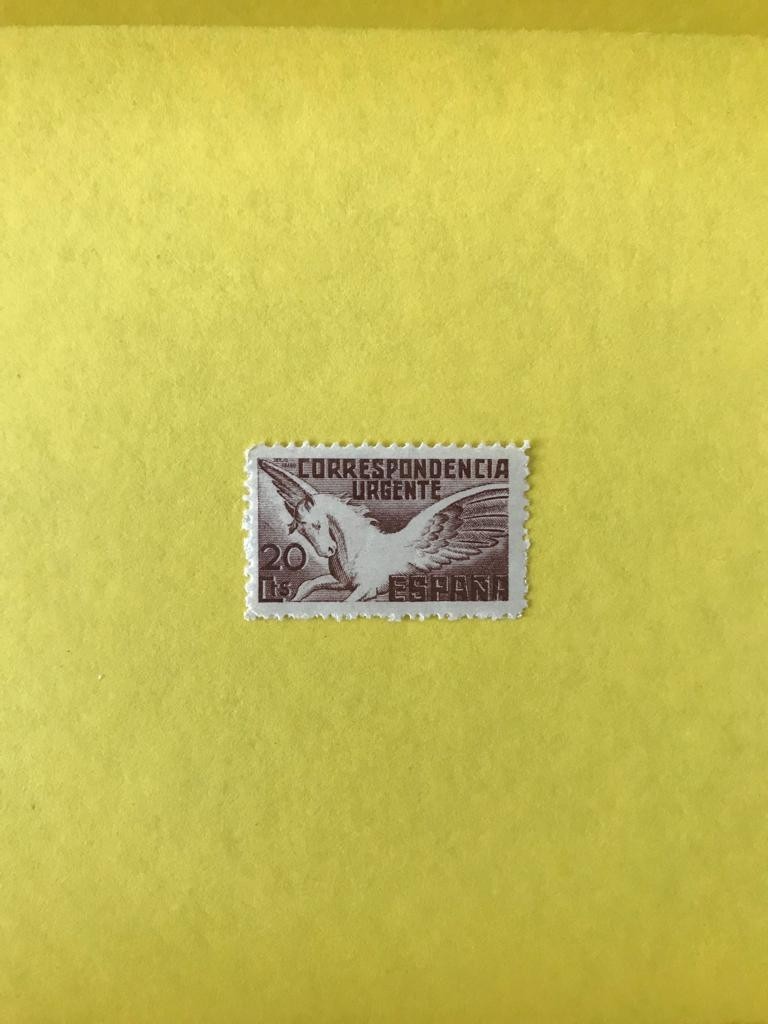 CORRESPONDENCIA
URGENTE
20
Cts
ESPAÑA